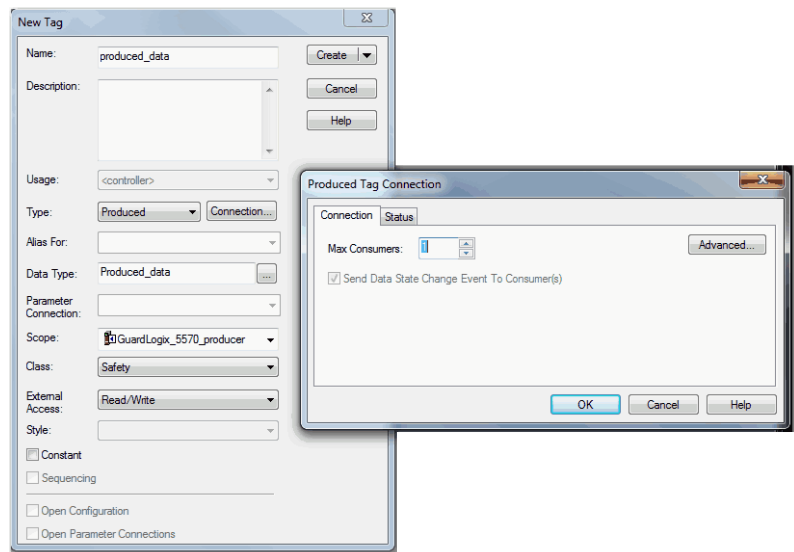 New Tag
Name:
produced_data
Create
Description:
Cancel
Help
Usage:
<controller>
Type:
Produced
Connection...
Alias For:
Data Type:
Produced_data
...
Parameter
Connection:
Scope:
GuardLogix_5570_producer
Class:
Safety
External
Access:
Read/Write
Style:
Constant
Sequencing
Open Configuration
Open Parameter Connections
Produced Tag Connection
Connection
Status
Max Consumers:
1
Advanced...
Send Data State Change Event To Consumer(s)
OK
Cancel
Help